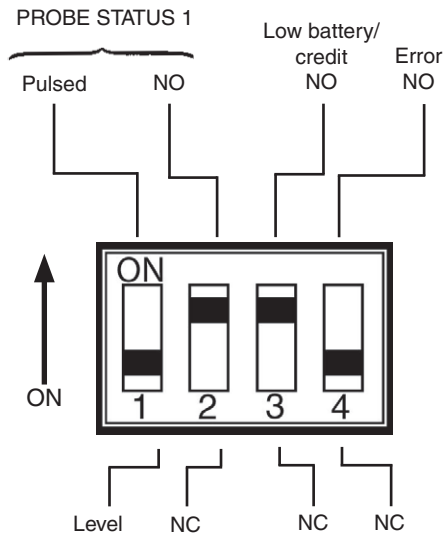 PROBE STATUS 1
Pulsed
NO
Low battery/
credit
NO
Error
NO
ON
ON
1 2 3 4
Level
NC
NC
NC